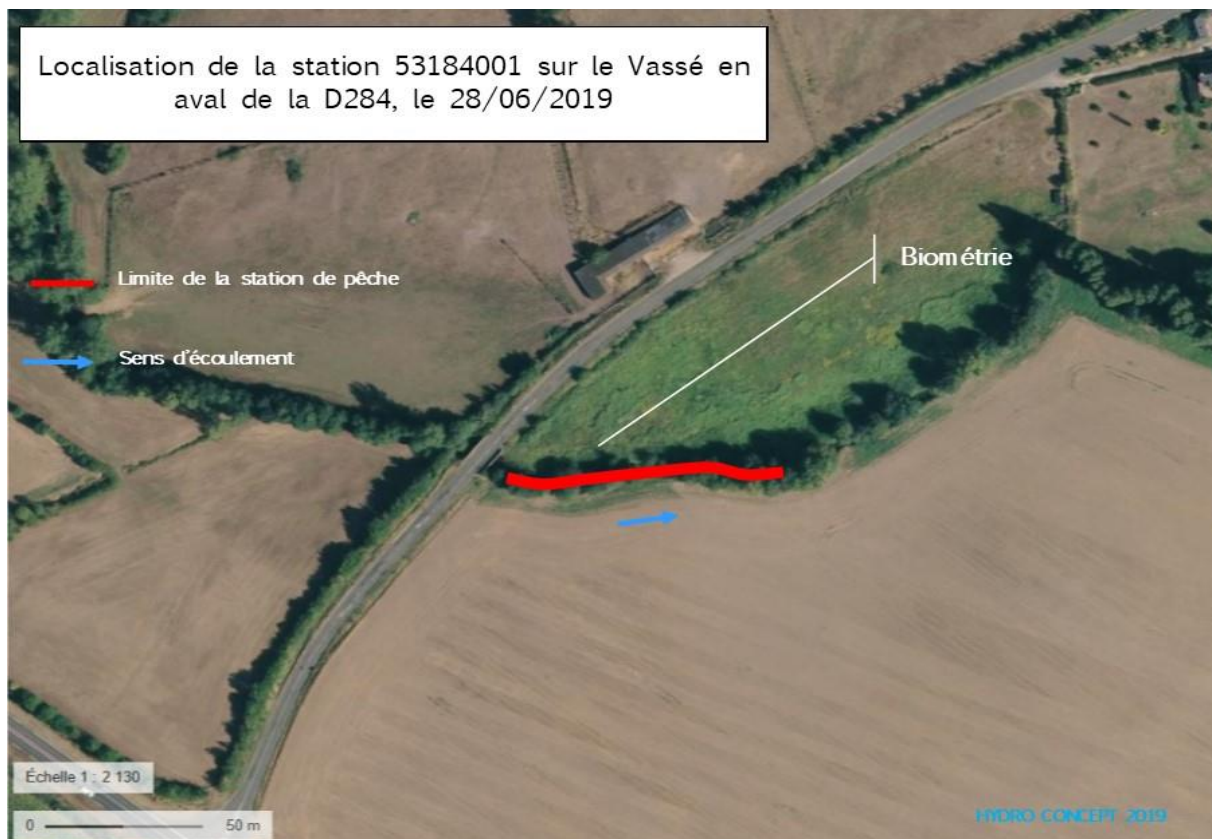 Localisation de la station 53184001 sur le Vassé en
aval de la D284, le 28/06/2019
Biométrie
Limite de la station de pêche
Sens d'écoulement
Échelle 1 : 2 130
0 50 m
HYDRO CONCEPT 2019